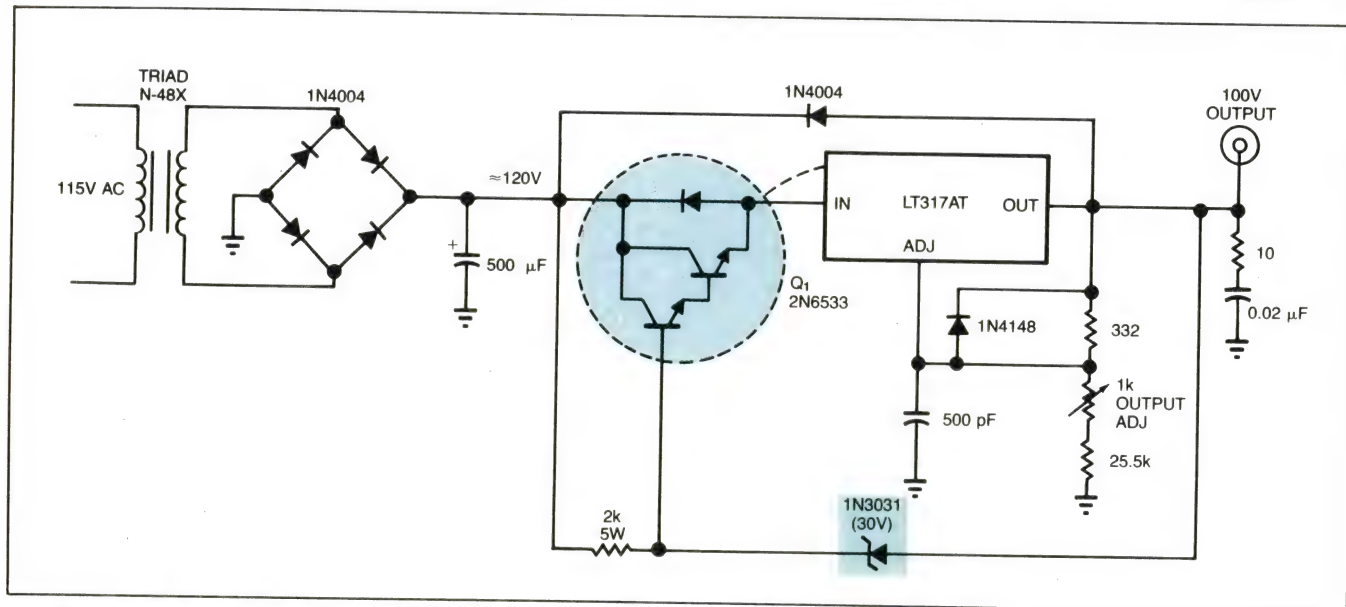 TRIAD
N-48X
1N4004
115V AC
≈120V
+
500 µF
1N4004
Q1
2N6533
IN
LT317AT
OUT
ADJ
1N4148
332
1k
OUTPUT
ADJ
25.5k
500 pF
100V
OUTPUT
10
0.02 µF
2k
5W
1N3031
(30V)